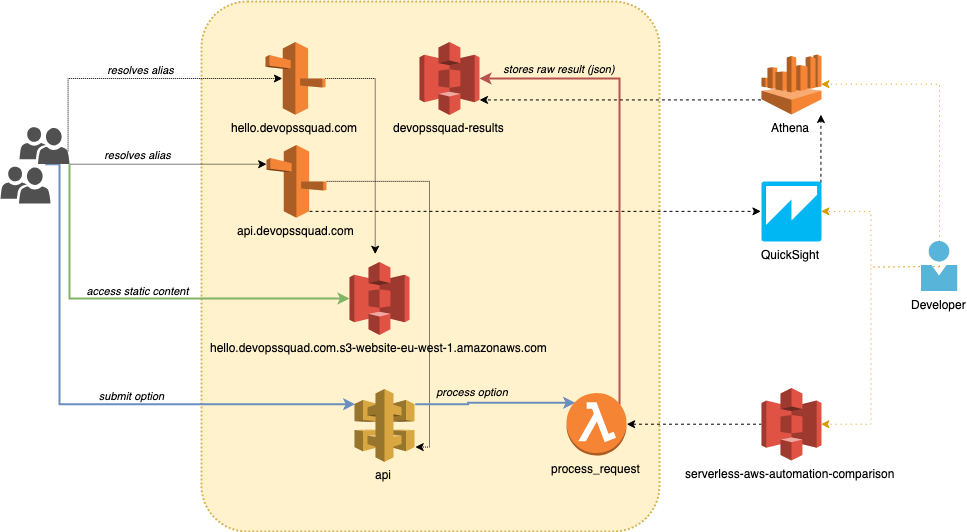 resolves alias
stores raw result (json)
hello.devopssquad.com
devopssquad-results
Athena
resolves alias
api.devopssquad.com
QuickSight
access static content
Developer
hello.devopssquad.com.s3-website-eu-west-1.amazonaws.com
submit option
process option
api
process_request
serverless-aws-automation-comparison